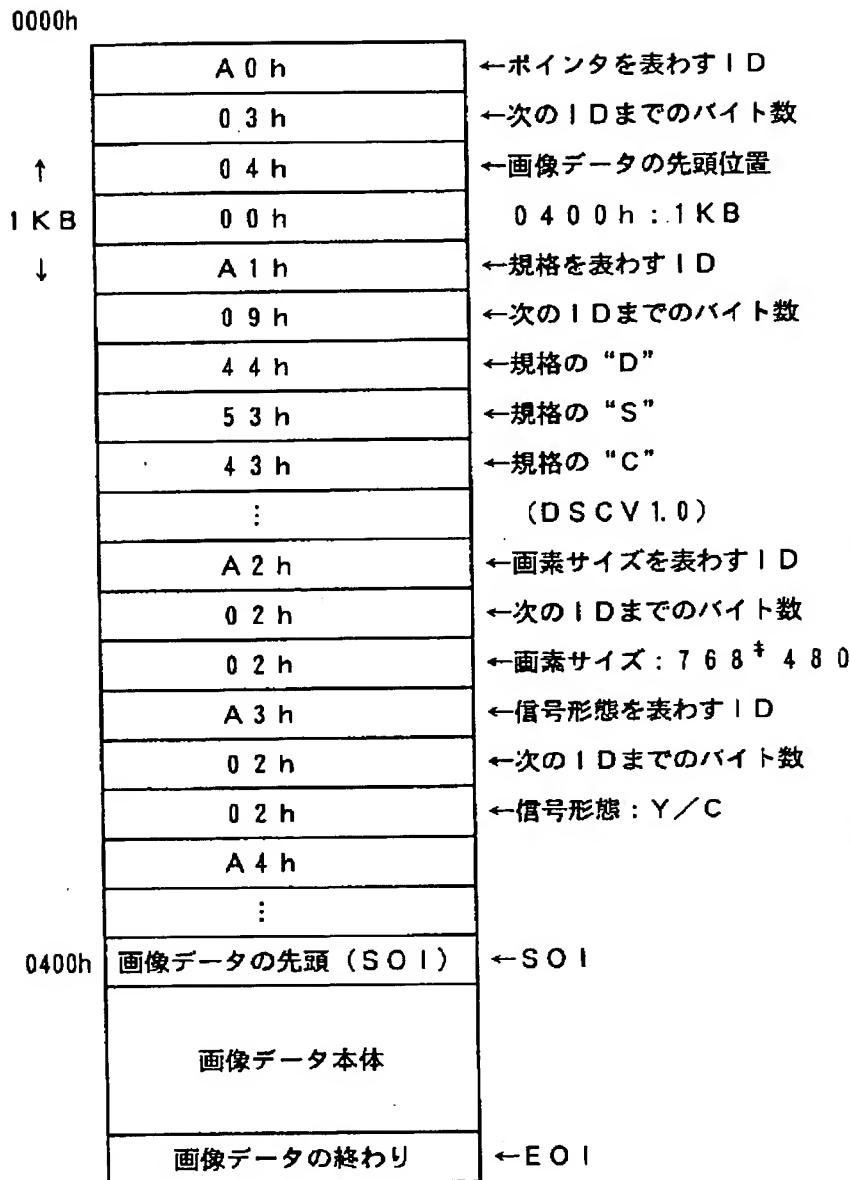 0000h
A0h ←ポインタを表わすID
03h ←次のIDまでのバイト数
↑ 04h ←画像データの先頭位置
1KB 00h 0400h:1KB
↓ A1h ←規格を表わすID
09h ←次のIDまでのバイト数
44h ←規格の“D”
53h ←規格の“S”
43h ←規格の“C”
⋮ (DSCV1.0)
A2h ←画素サイズを表わすID
02h ←次のIDまでのバイト数
02h ←画素サイズ:768* 480
A3h ←信号形態を表わすID
02h ←次のIDまでのバイト数
02h ←信号形態:Y/C
A4h
⋮
0400h 画像データの先頭(SOI) ←SOI
画像データ本体
画像データの終わり ←EOI